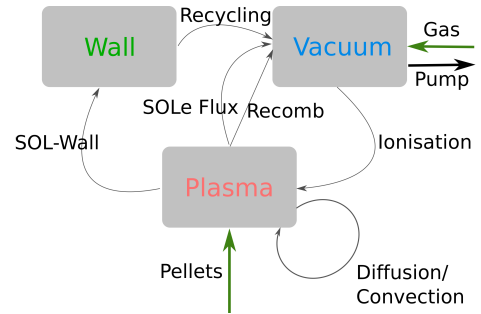 Recycling
Wall
Vacuum
Gas
Pump
SOLe Flux
Recomb
SOL-Wall
Ionisation
Plasma
Pellets
Diffusion/
Convection